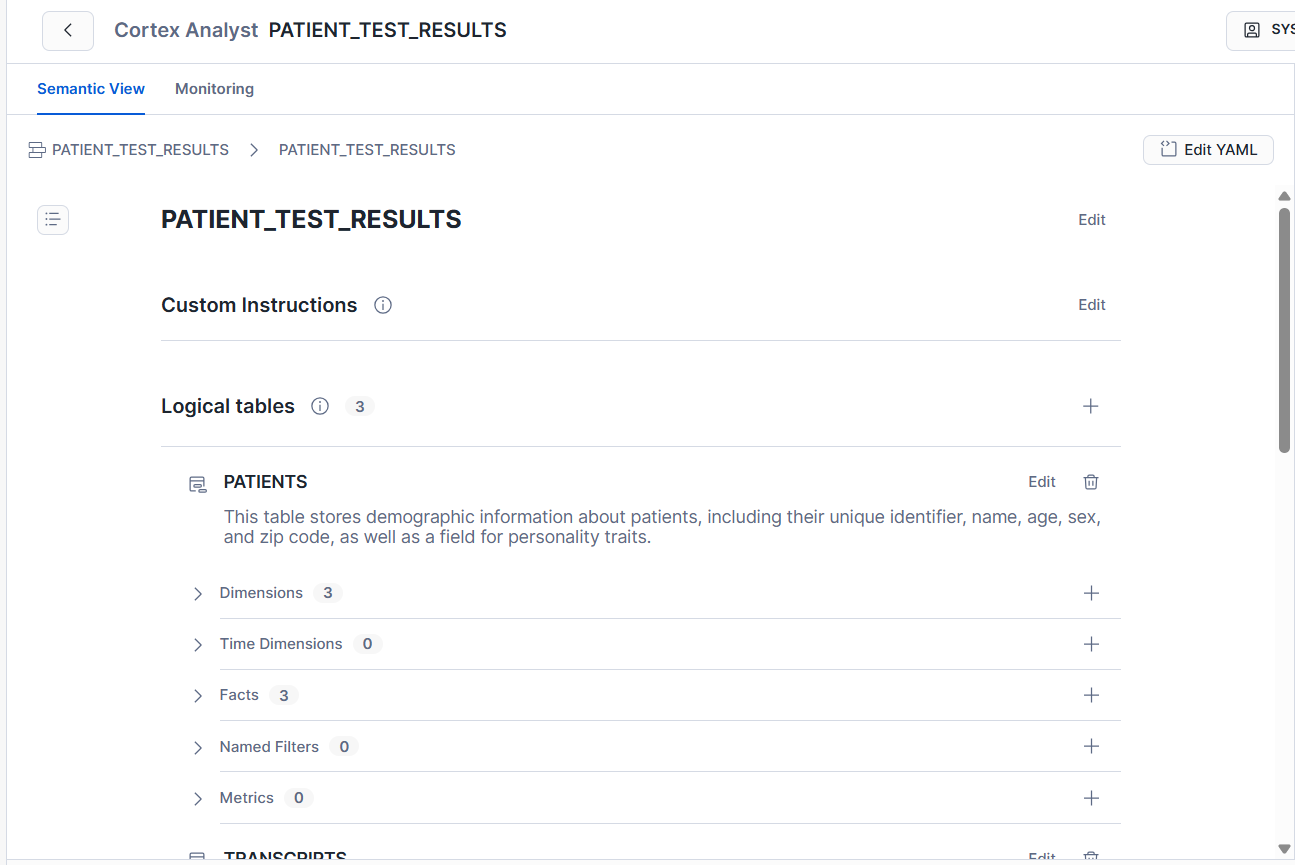 Cortex Analyst PATIENT_TEST_RESULTS
SYS
Semantic View
Monitoring
PATIENT_TEST_RESULTS > PATIENT_TEST_RESULTS
Edit YAML
PATIENT_TEST_RESULTS
Edit
Custom Instructions
Edit
Logical tables 3
PATIENTS
Edit
This table stores demographic information about patients, including their unique identifier, name, age, sex,
and zip code, as well as a field for personality traits.
Dimensions 3
Time Dimensions 0
Facts 3
Named Filters 0
Metrics 0
TRANSCRIPTS
Edit